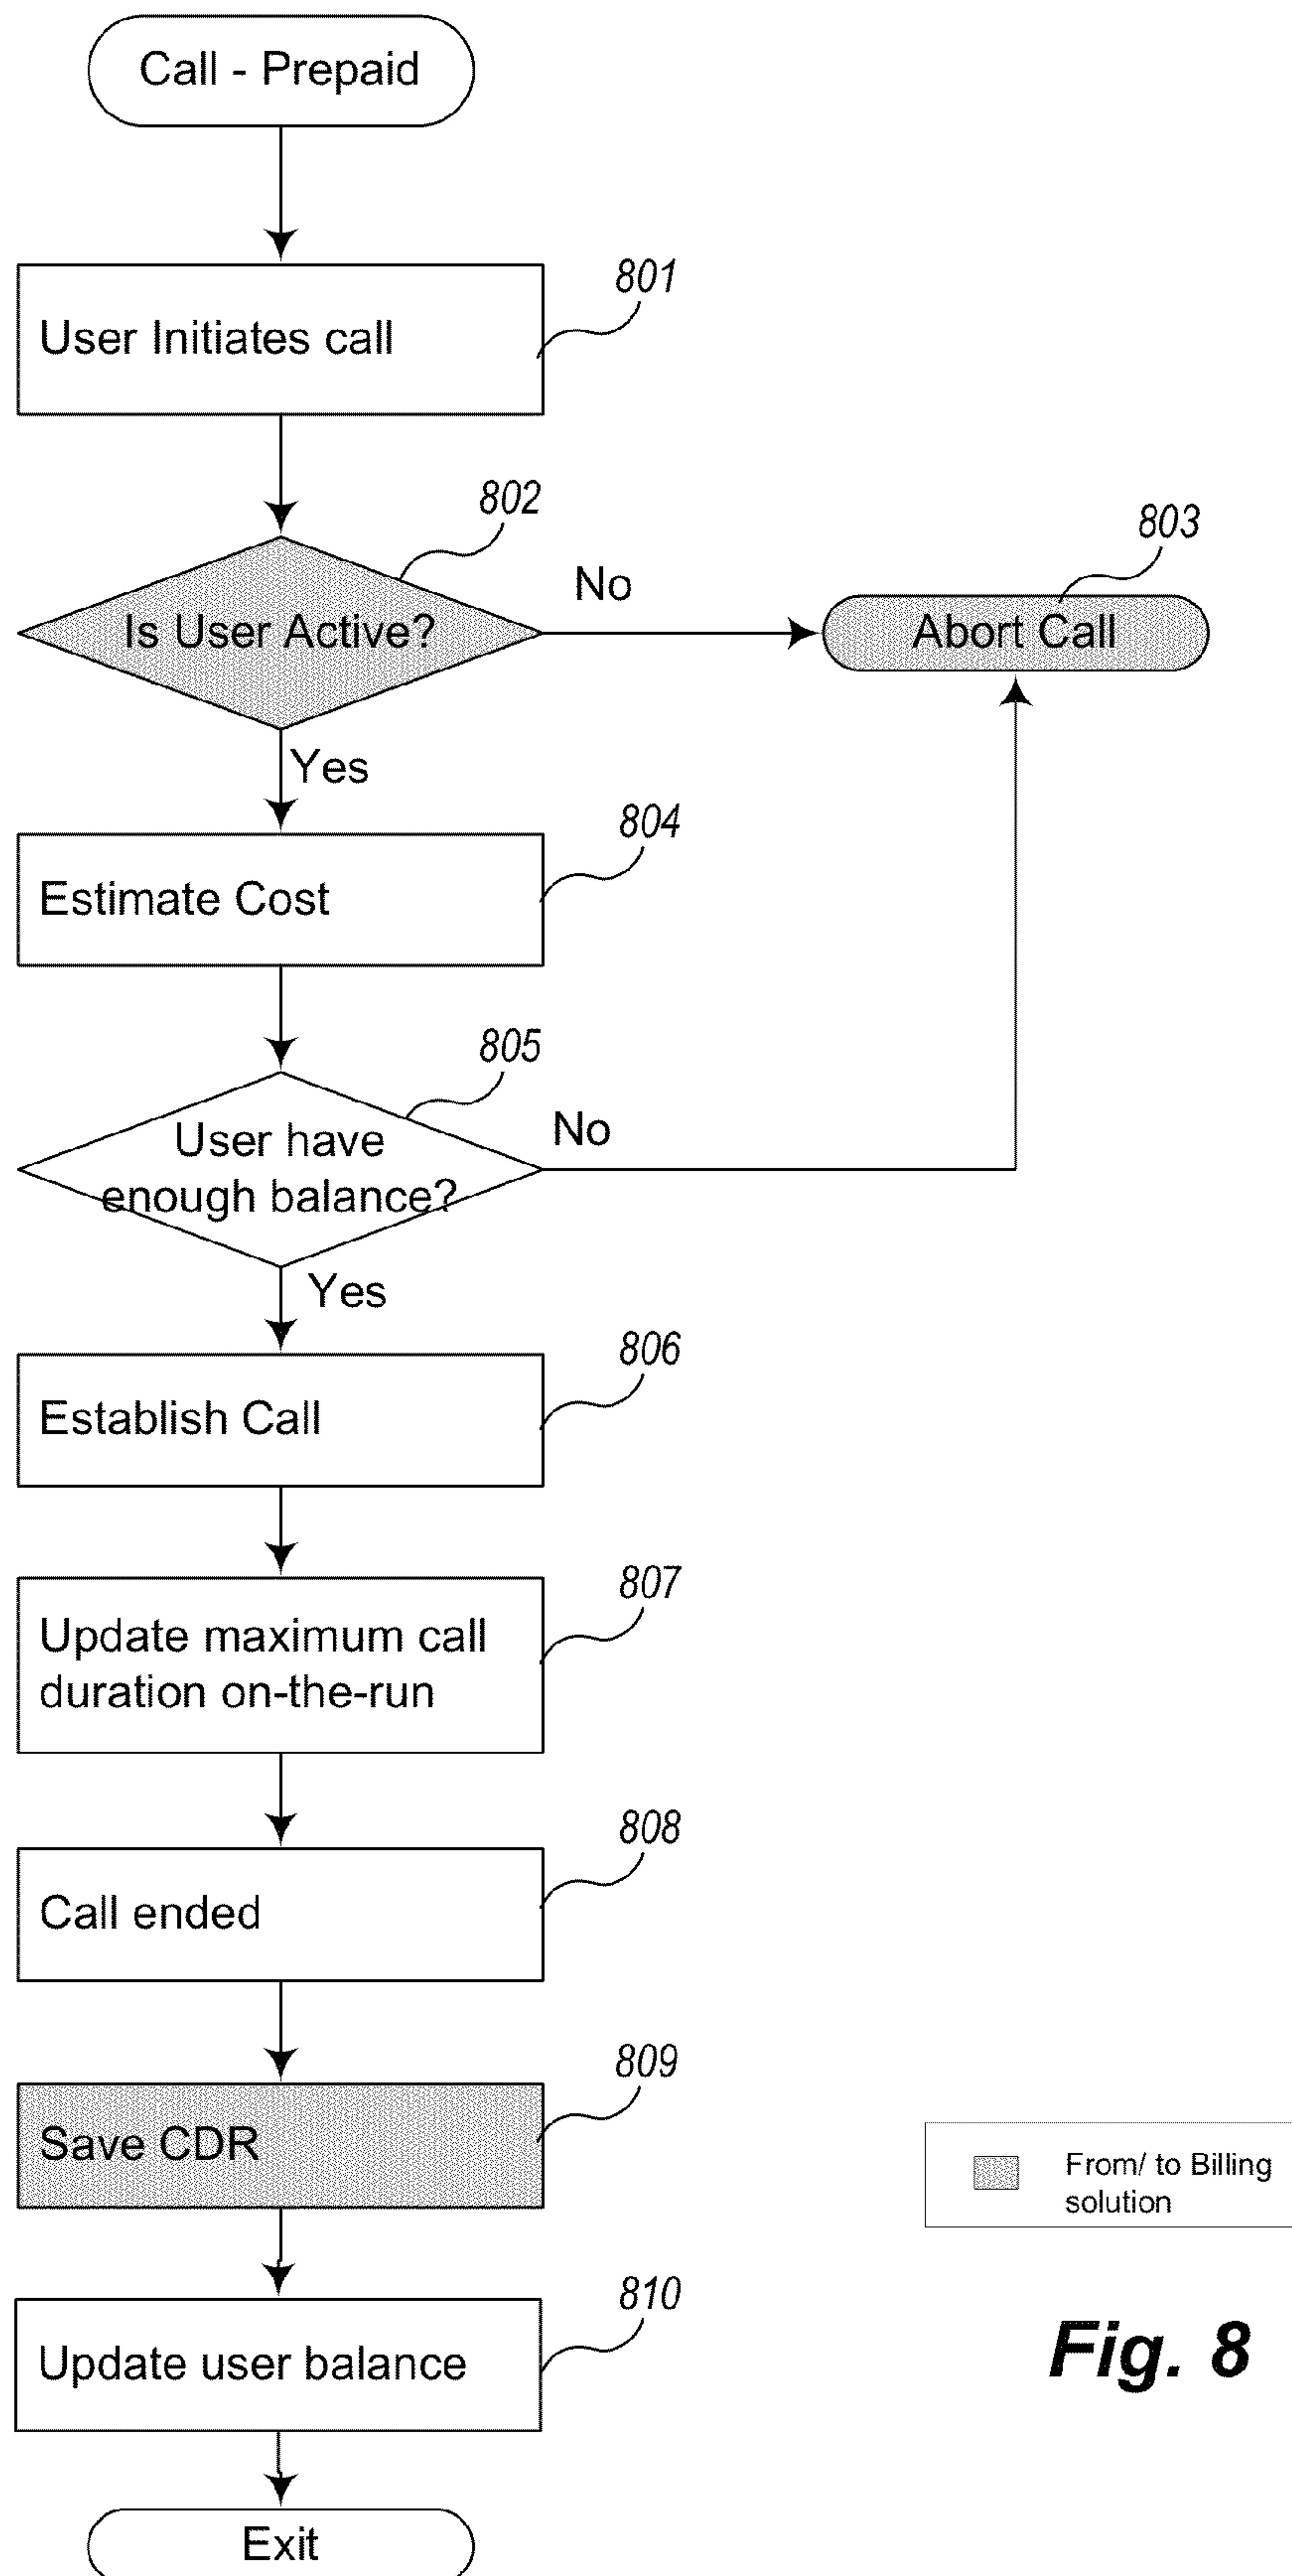 Call - Prepaid
801
User Initiates call
802
803
No
Is User Active?
Abort Call
Yes
804
Estimate Cost
805
No
User have
enough balance?
Yes
806
Establish Call
807
Update maximum call
duration on-the-run
808
Call ended
809
Save CDR
From/ to Billing
solution
810
Update user balance
Fig. 8
Exit